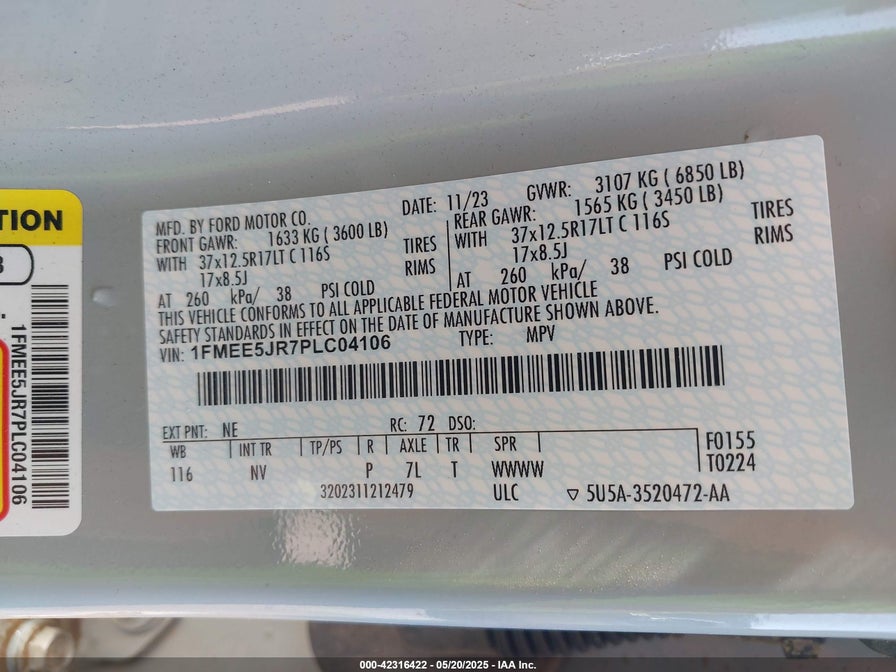 TION
3
1FMEE5JR7PLC04106
MFD. BY FORD MOTOR CO.
DATE: 11/23
GVWR: 3107 KG ( 6850 LB)
FRONT GAWR: 1633 KG ( 3600 LB)
REAR GAWR: 1565 KG ( 3450 LB)
WITH 37x12.5R17LT C 116S TIRES
WITH 37x12.5R17LT C 116S TIRES
17x8.5J RIMS
17x8.5J RIMS
AT 260 kPa/ 38 PSI COLD
AT 260 kPa/ 38 PSI COLD
THIS VEHICLE CONFORMS TO ALL APPLICABLE FEDERAL MOTOR VEHICLE
SAFETY STANDARDS IN EFFECT ON THE DATE OF MANUFACTURE SHOWN ABOVE.
VIN: 1FMEE5JR7PLC04106 TYPE: MPV
EXT PNT: NE RC: 72 DSO:
WB INT TR TP/PS R AXLE TR SPR F0155
116 NV P 7L T WWWW T0224
3202311212479 ULC ▽ 5U5A-3520472-AA
000-42316422 - 05/20/2025 - IAA Inc.